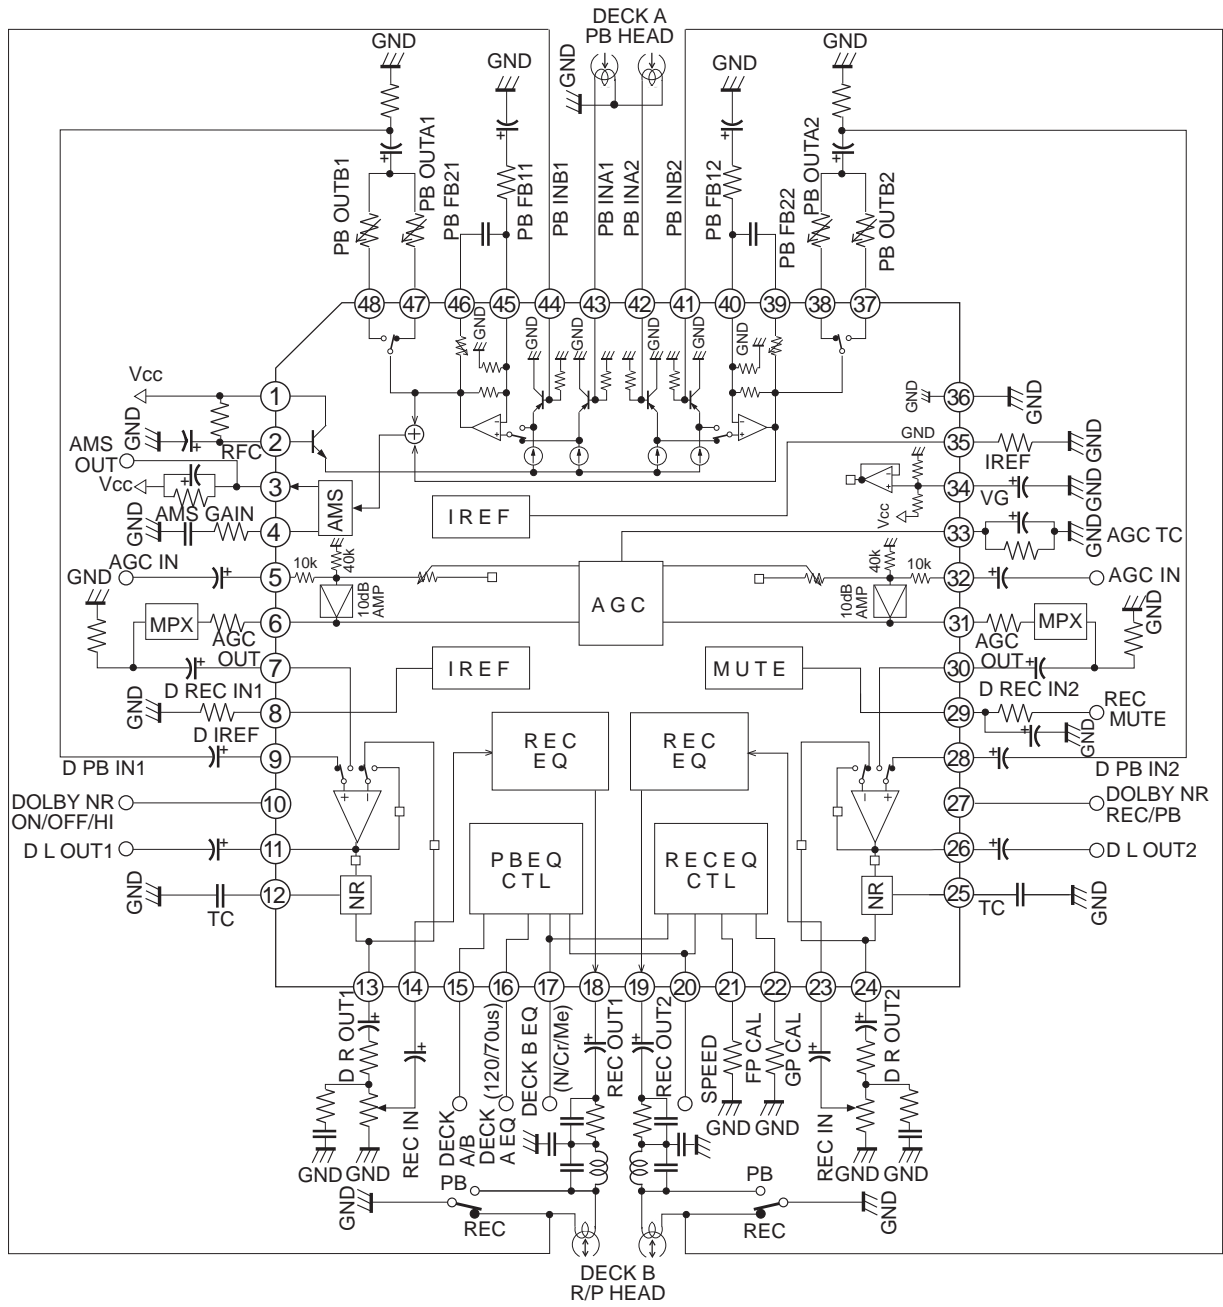 DECK A
PB HEAD
GND
GND
GND
GND
GND
PB OUTB1
PB OUTA1
PB FB21
PB FB11
PB INB1
PB INA1
PB INA2
PB INB2
PB FB12
PB FB22
PB OUTA2
PB OUTB2
48
47
46
45
44
43
42
41
40
39
38
37
GND
GND
GND
GND
GND
GND
Vcc
1
GND
2
RFC
AMS
OUT
Vcc
3
AMS GAIN
GND
4
AMS
AGC IN
5
10k
40k
GND
10dB
AMP
MPX
6
AGC
OUT
7
D REC IN1
GND
8
D IREF
9
D PB IN1
DOLBY NR
ON/OFF/HI
10
D L OUT1
11
GND
12
TC
NR
IREF
AGC
IREF
MUTE
REC
EQ
REC
EQ
PBEQ
CTL
RECEQ
CTL
GND
36
GND
GND
35
IREF
GND
34
VG
GND
Vcc
33
GND
AGC TC
40k
10k
32
AGC IN
10dB
AMP
31
AGC
OUT
MPX
GND
30
D REC IN2
29
REC
MUTE
GND
28
D PB IN2
27
DOLBY NR
REC/PB
26
D L OUT2
25
TC
GND
NR
13
14
15
16
17
18
19
20
21
22
23
24
D R OUT1
REC IN
DECK
A/B
DECK
A EQ
(120/70us)
DECK B EQ
(N/Cr/Me)
REC OUT1
REC OUT2
SPEED
FP CAL
GP CAL
REC IN
D R OUT2
GND
GND
GND
GND
GND
GND
GND
PB
REC
PB
REC
GND
DECK B
R/P HEAD